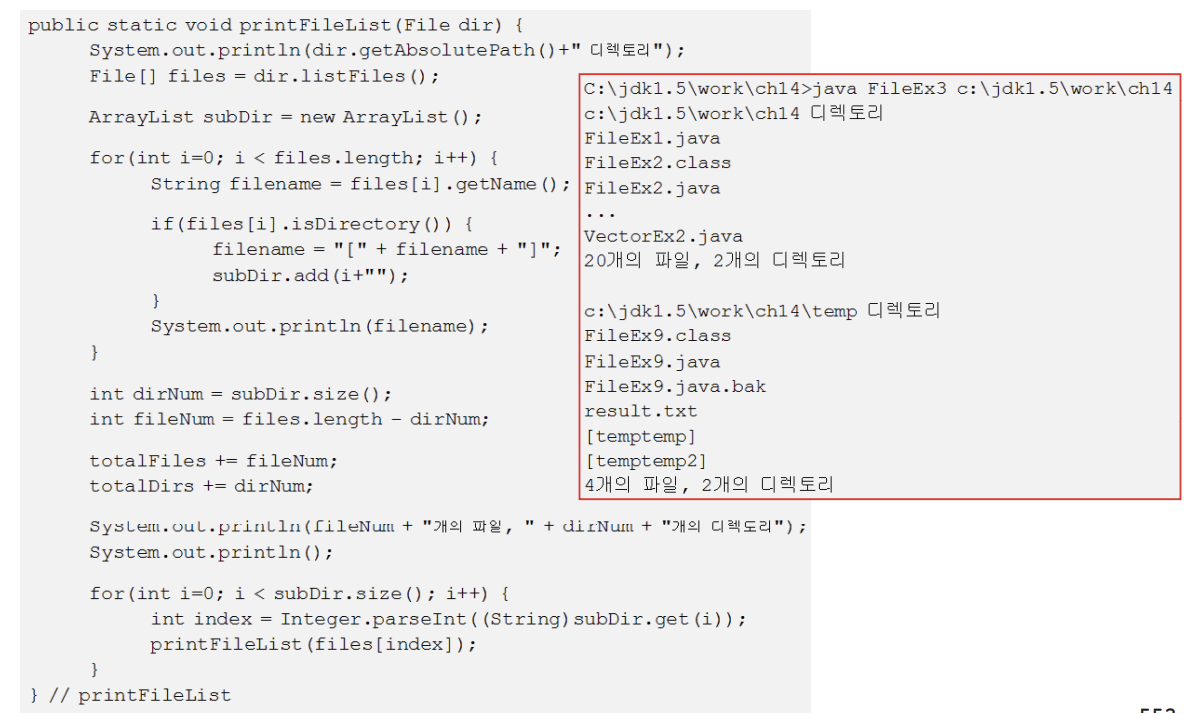 public static void printFileList(File dir) {
System.out.println(dir.getAbsolutePath()+" 디렉토리");
File[] files = dir.listFiles();
ArrayList subDir = new ArrayList();
for(int i=0; i < files.length; i++) {
String filename = files[i].getName();
if(files[i].isDirectory()) {
filename = "[" + filename + "]";
subDir.add(i+"");
}
System.out.println(filename);
}
int dirNum = subDir.size();
int fileNum = files.length - dirNum;
totalFiles += fileNum;
totalDirs += dirNum;
System.out.println(fileNum + "개의 파일, " + dirNum + "개의 디렉토리");
System.out.println();
for(int i=0; i < subDir.size(); i++) {
int index = Integer.parseInt((String)subDir.get(i));
printFileList(files[index]);
}
} // printFileList
C:\jdk1.5\work\ch14>java FileEx3 c:\jdk1.5\work\ch14
c:\jdk1.5\work\ch14 디렉토리
FileEx1.java
FileEx2.class
FileEx2.java
...
VectorEx2.java
20개의 파일, 2개의 디렉토리
c:\jdk1.5\work\ch14\temp 디렉토리
FileEx9.class
FileEx9.java
FileEx9.java.bak
result.txt
[temptemp]
[temptemp2]
4개의 파일, 2개의 디렉토리